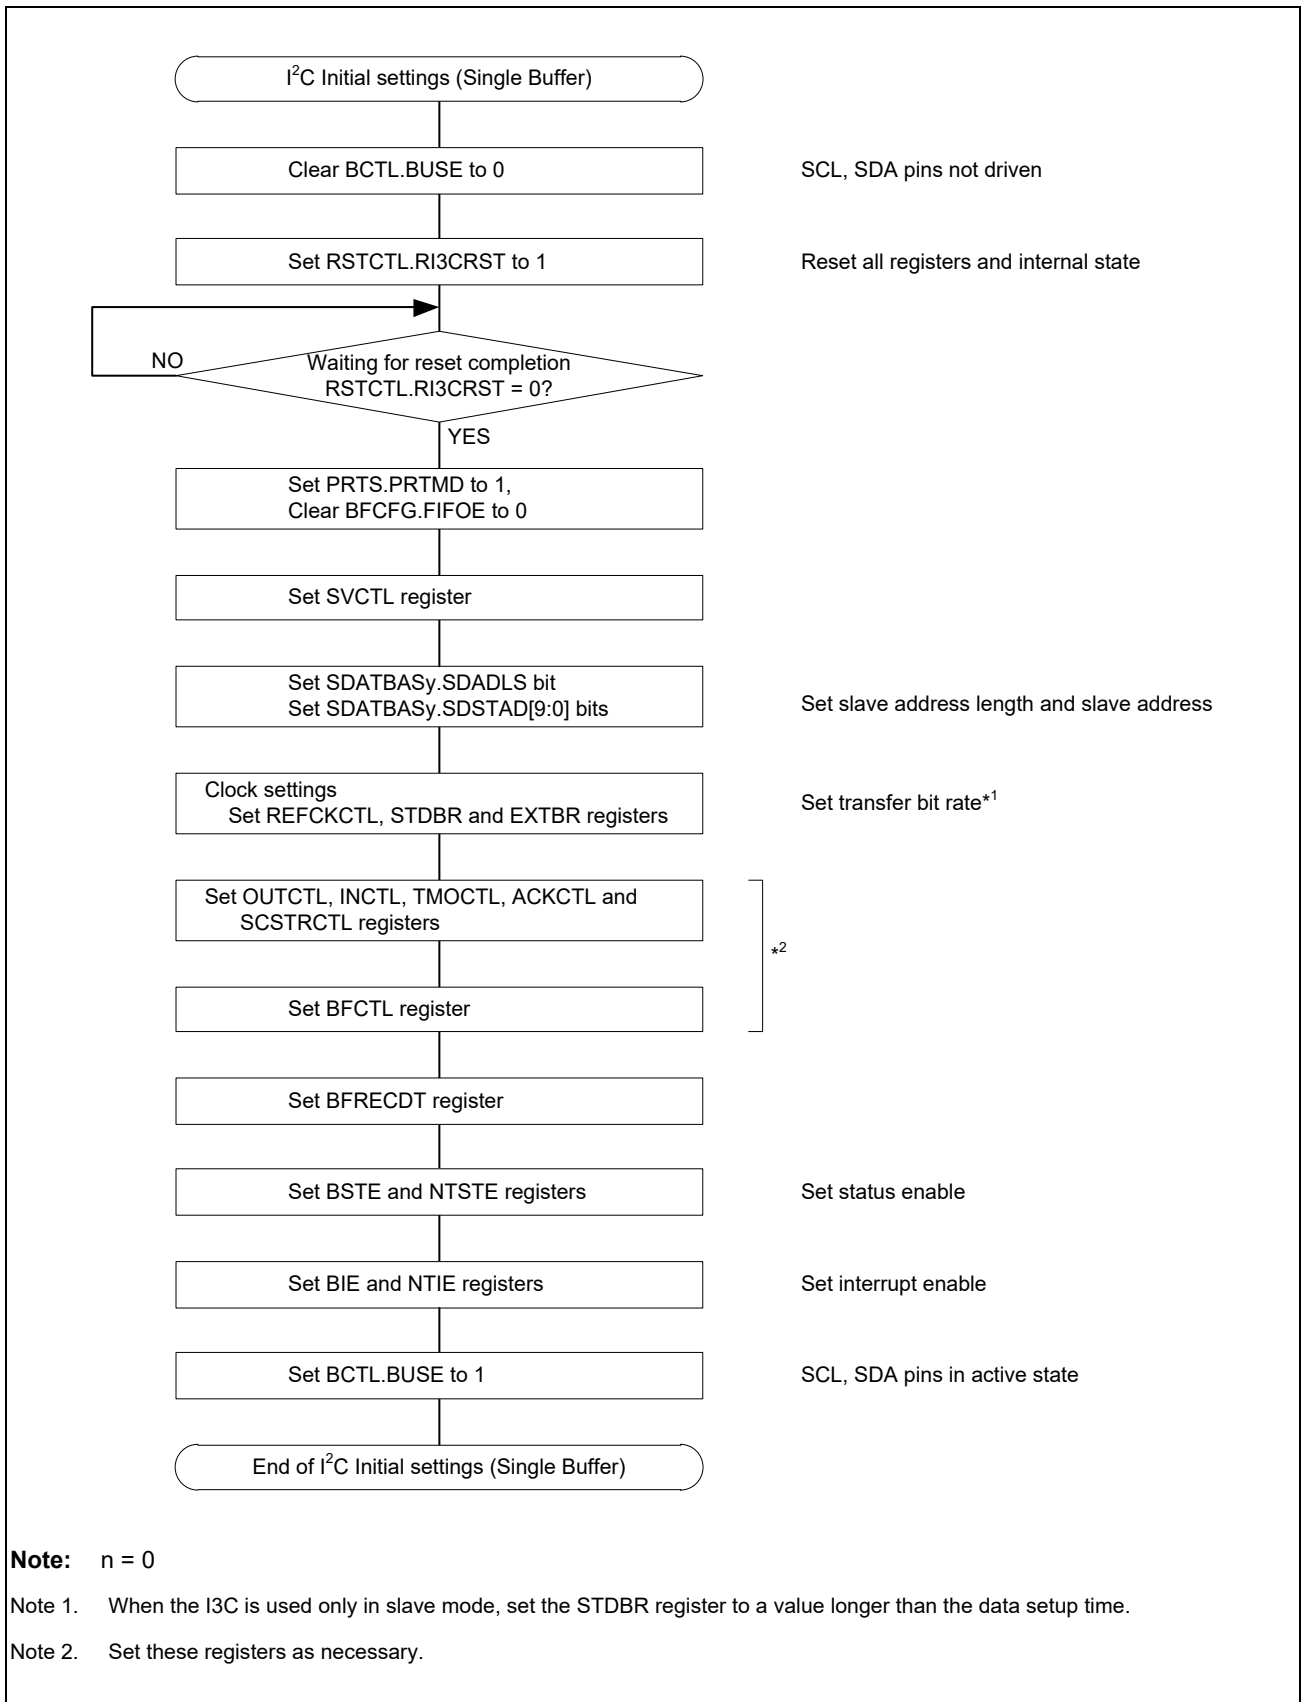 I²C Initial settings (Single Buffer)
Clear BCTL.BUSE to 0
SCL, SDA pins not driven
Set RSTCTL.RI3CRST to 1
Reset all registers and internal state
NO
Waiting for reset completion
RSTCTL.RI3CRST = 0?
YES
Set PRTS.PRTMD to 1,
Clear BFCFG.FIFOE to 0
Set SVCTL register
Set SDATBASy.SDADLS bit
Set SDATBASy.SDSTAD[9:0] bits
Set slave address length and slave address
Clock settings
Set REFCKCTL, STDBR and EXTBR registers
Set transfer bit rate*¹
Set OUTCTL, INCTL, TMOCTL, ACKCTL and
SCSTRCTL registers
*²
Set BFCTL register
Set BFRECDT register
Set BSTE and NTSTE registers
Set status enable
Set BIE and NTIE registers
Set interrupt enable
Set BCTL.BUSE to 1
SCL, SDA pins in active state
End of I²C Initial settings (Single Buffer)
Note: n = 0
Note 1. When the I3C is used only in slave mode, set the STDBR register to a value longer than the data setup time.
Note 2. Set these registers as necessary.